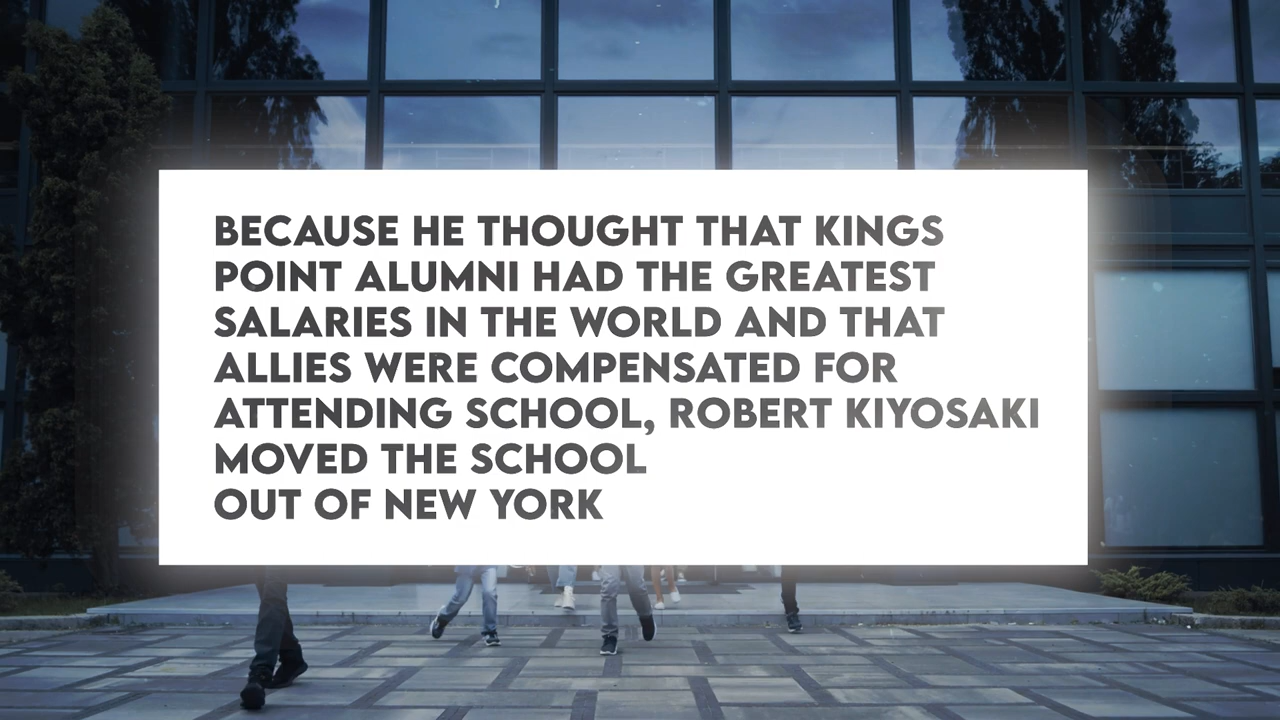 BECAUSE HE THOUGHT THAT KINGS
POINT ALUMNI HAD THE GREATEST
SALARIES IN THE WORLD AND THAT
ALLIES WERE COMPENSATED FOR
ATTENDING SCHOOL, ROBERT KIYOSAKI
MOVED THE SCHOOL
OUT OF NEW YORK